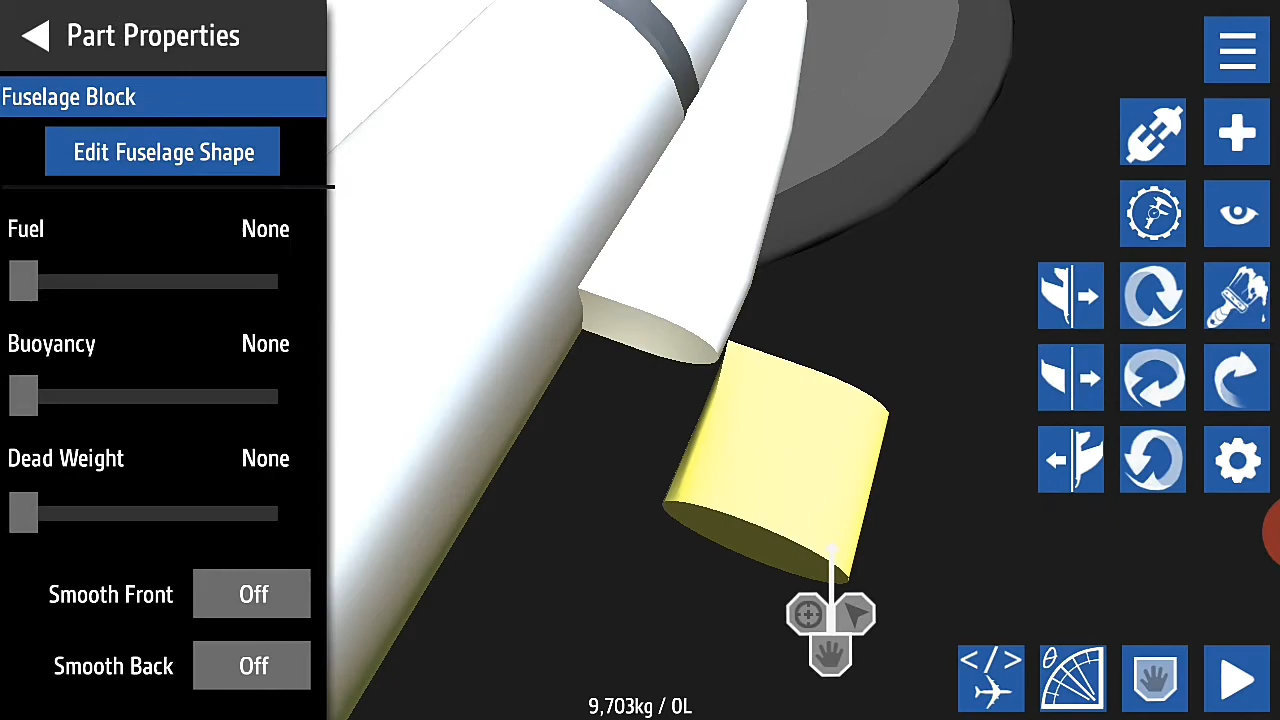 Part Properties
Fuselage Block
Edit Fuselage Shape
Fuel None
Buoyancy None
Dead Weight None
Smooth Front Off
Smooth Back Off
9,703kg / 0L
</> θ